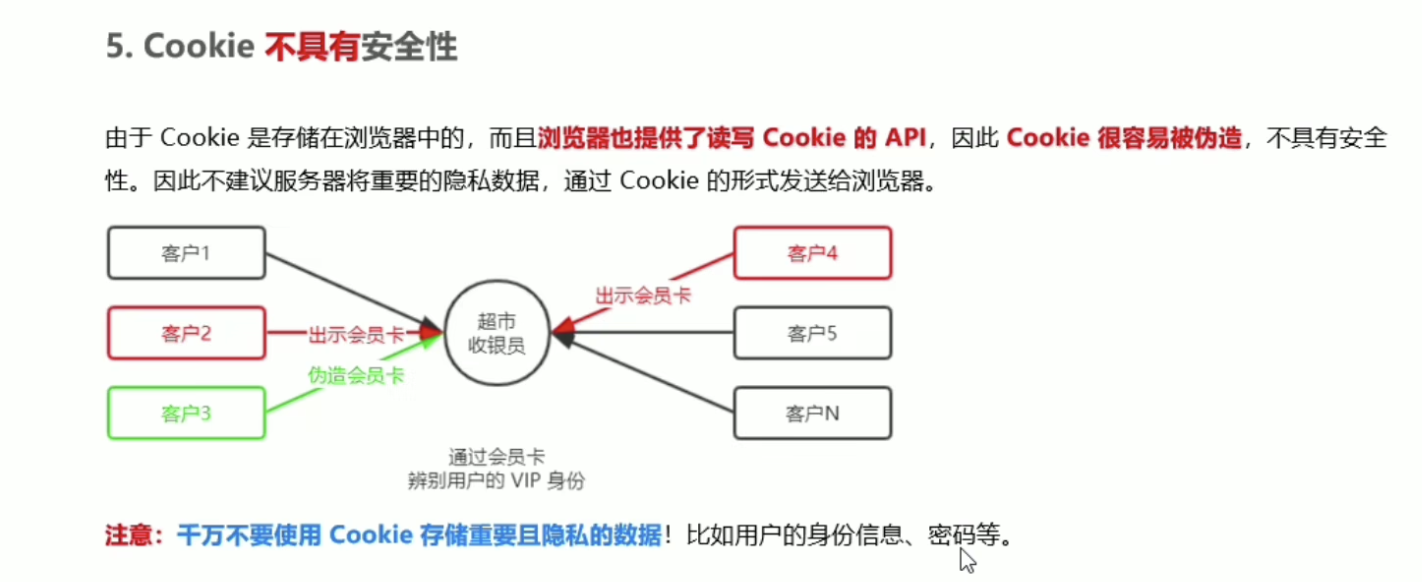 5. Cookie 不具有安全性
由于 Cookie 是存储在浏览器中的，而且浏览器也提供了读写 Cookie 的 API，因此 Cookie 很容易被伪造，不具有安全
性。因此不建议服务器将重要的隐私数据，通过 Cookie 的形式发送给浏览器。
客户1
客户4
出示会员卡
超市
收银员
客户2
出示会员卡
客户5
伪造会员卡
客户3
客户N
通过会员卡
辨别用户的 VIP 身份
注意：千万不要使用 Cookie 存储重要且隐私的数据！比如用户的身份信息、密码等。